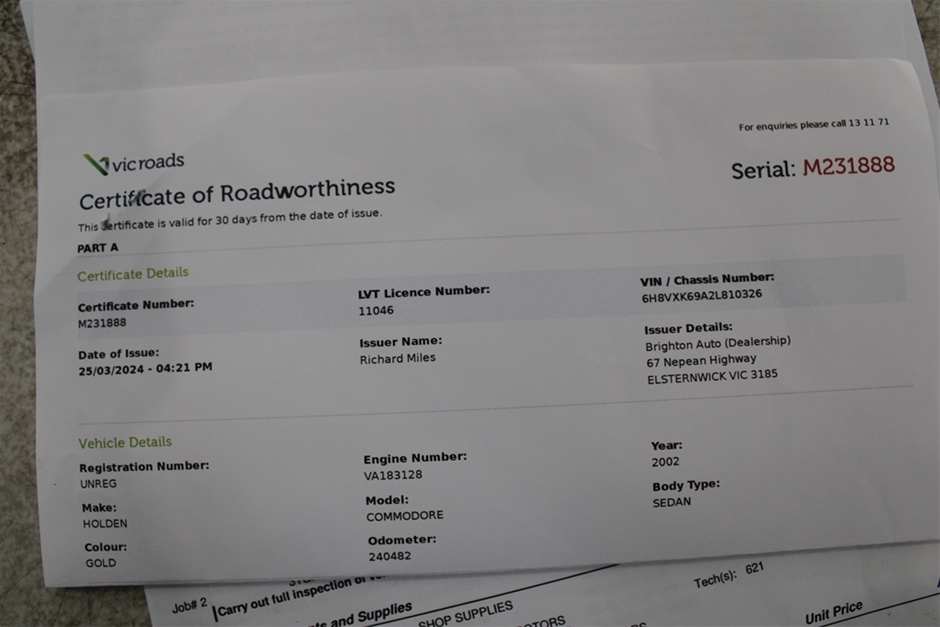 For enquiries please call 13 11 71
vicroads
Serial: M231888
Certificate of Roadworthiness
This certificate is valid for 30 days from the date of issue.
PART A
Certificate Details
Certificate Number:
M231888
LVT Licence Number:
11046
VIN / Chassis Number:
6H8VXK69A2L810326
Date of Issue:
25/03/2024 - 04:21 PM
Issuer Name:
Richard Miles
Issuer Details:
Brighton Auto (Dealership)
67 Nepean Highway
ELSTERNWICK VIC 3185
Vehicle Details
Registration Number:
UNREG
Engine Number:
VA183128
Year:
2002
Make:
HOLDEN
Model:
COMMODORE
Body Type:
SEDAN
Colour:
GOLD
Odometer:
240482
Job# 2
Carry out full inspection
Tech(s): 621
and Supplies
SHOP SUPPLIES
Unit Price